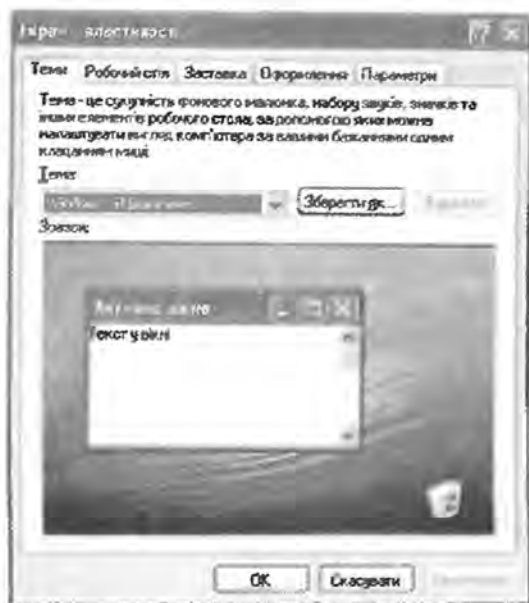 Екран властивості
Теми Робочий стіл Заставка Оформлення Параметри
Тема - це сукупність фонового малюнка, набору звуків, значків та
інших елементів робочого стола, за допомогою яких можна
налаштувати вигляд комп'ютера за вашими бажаннями одним
клацанням миші.
Тема:
Зберегти як...
Зразок:
Активне вікно
Текст у вікні
OK Скасувати